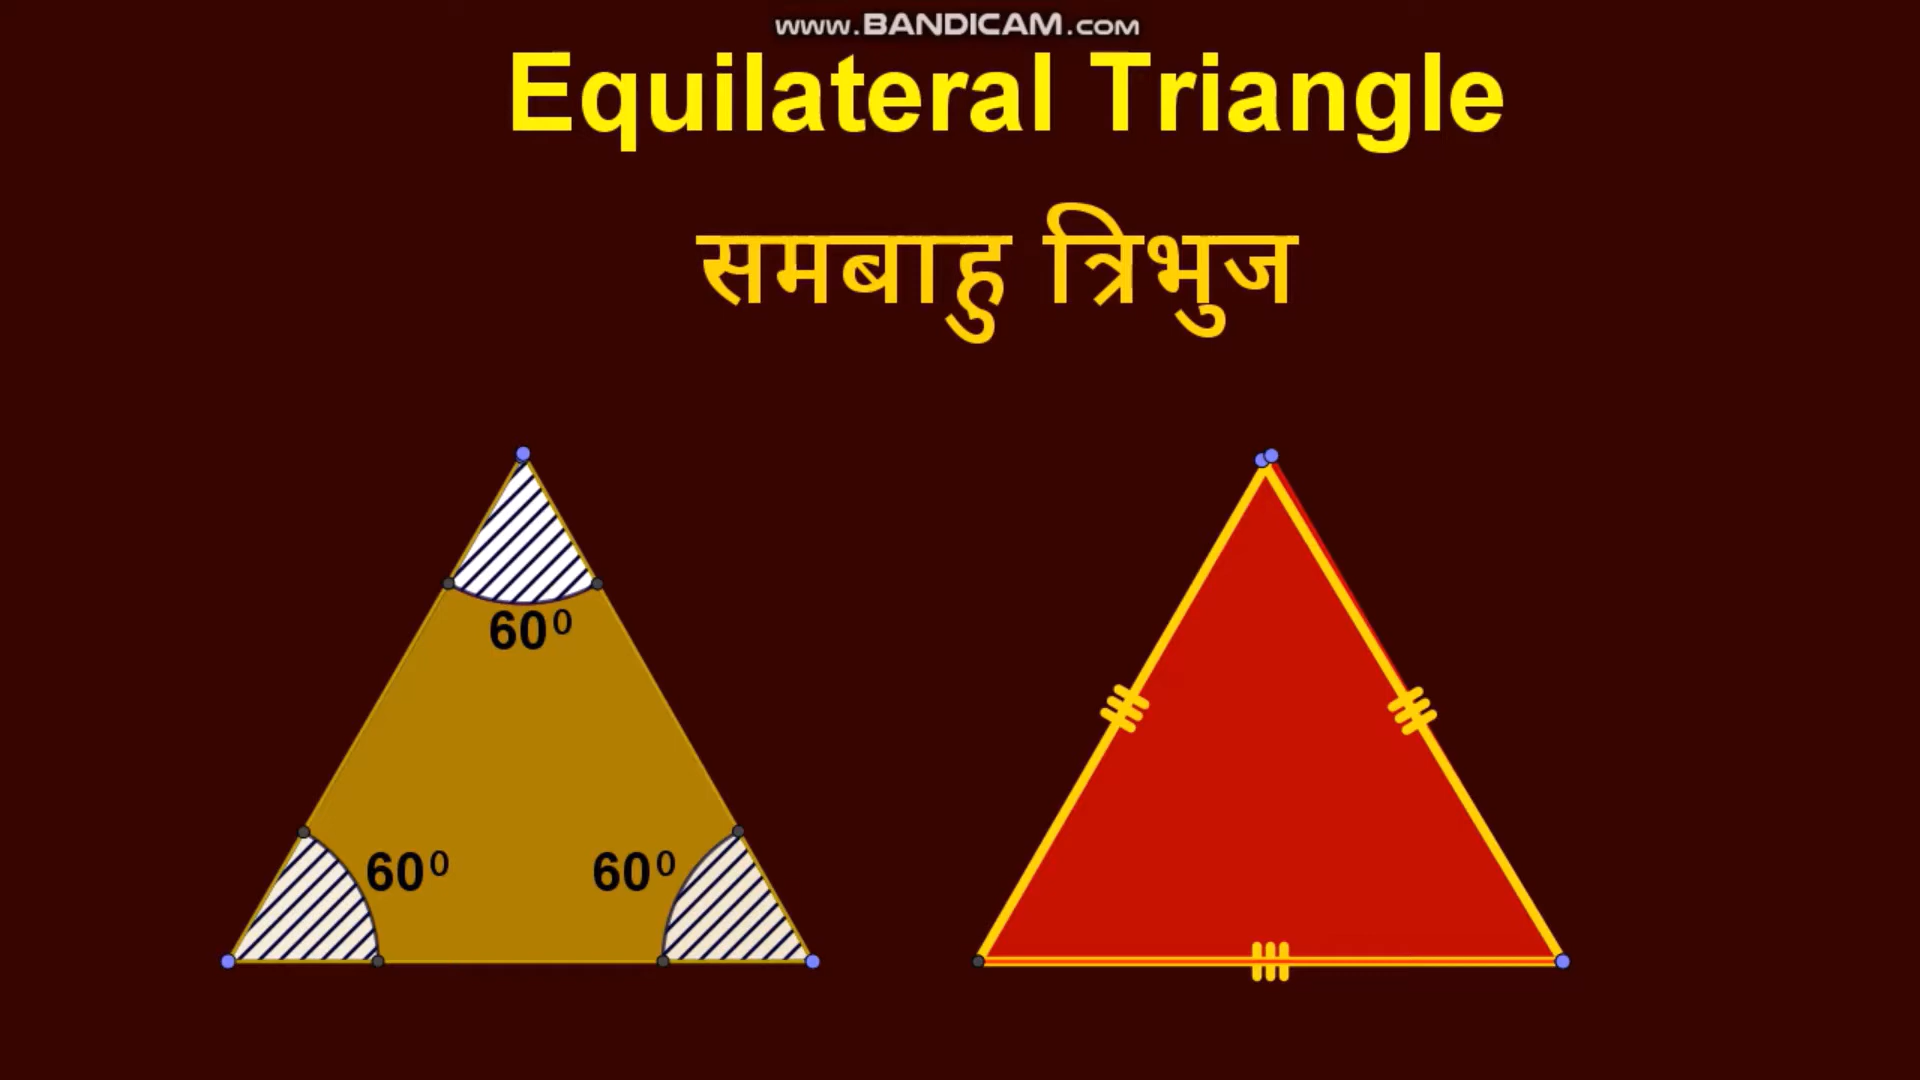 www.BANDICAM.com
Equilateral Triangle
समबाहु त्रिभुज
60⁰
60⁰ 60⁰